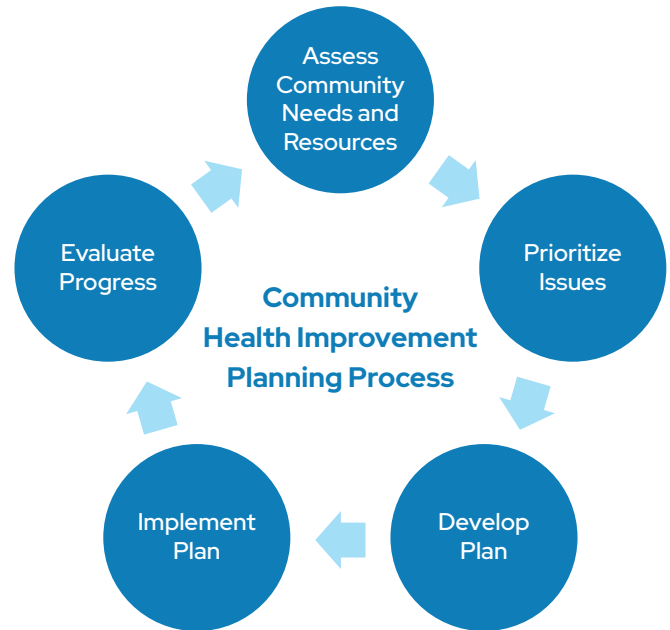 Assess
Community
Needs and
Resources
Evaluate
Progress
Prioritize
Issues
Community
Health Improvement
Planning Process
Implement
Plan
Develop
Plan